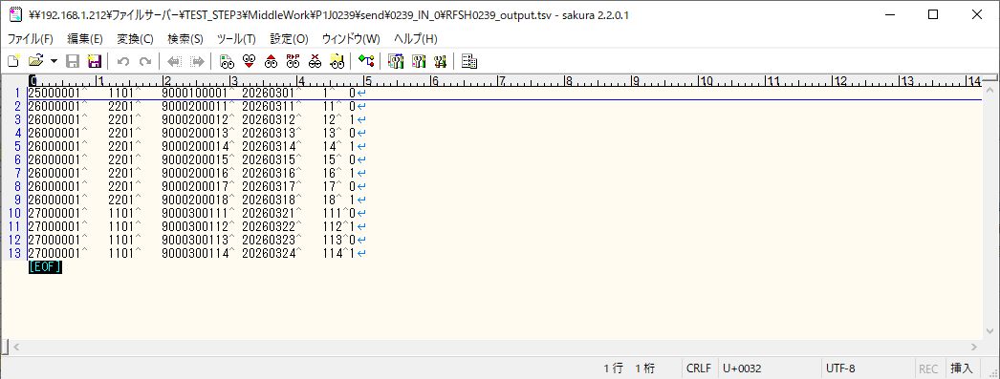 ¥¥192.168.1.212¥ファイルサーバー¥TEST_STEP3¥MiddleWork¥P1J0239¥send¥0239_IN_0¥RFSH0239_output.tsv - sakura 2.2.0.1
ファイル(F) 編集(E) 変換(C) 検索(S) ツール(T) 設定(O) ウィンドウ(W) ヘルプ(H)
0 1 2 3 4 5 6 7 8 9 10 11 12 13 14
1 25000001^ 1101^ 9000100001^ 20260301^ 1^ 0↵
2 26000001^ 2201^ 9000200011^ 20260311^ 11^ 0↵
3 26000001^ 2201^ 9000200012^ 20260312^ 12^ 1↵
4 26000001^ 2201^ 9000200013^ 20260313^ 13^ 0↵
5 26000001^ 2201^ 9000200014^ 20260314^ 14^ 1↵
6 26000001^ 2201^ 9000200015^ 20260315^ 15^ 0↵
7 26000001^ 2201^ 9000200016^ 20260316^ 16^ 1↵
8 26000001^ 2201^ 9000200017^ 20260317^ 17^ 0↵
9 26000001^ 2201^ 9000200018^ 20260318^ 18^ 1↵
10 27000001^ 1101^ 9000300111^ 20260321^ 111^0↵
11 27000001^ 1101^ 9000300112^ 20260322^ 112^1↵
12 27000001^ 1101^ 9000300113^ 20260323^ 113^0↵
13 27000001^ 1101^ 9000300114^ 20260324^ 114^1↵
[EOF]
1 行 1 桁 CRLF U+0032 UTF-8 REC 挿入